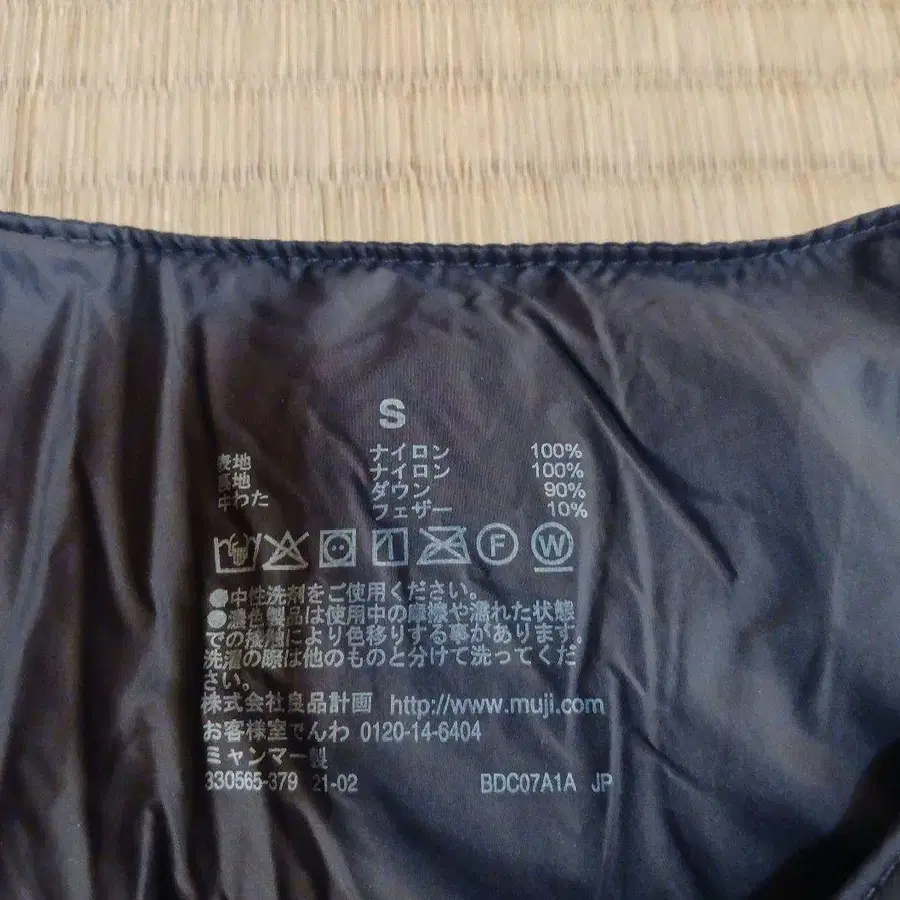 S
表地 ナイロン 100%
裏地 ナイロン 100%
中わた ダウン 90%
フェザー 10%
F W
●中性洗剤をご使用ください。
●濃色製品は使用中の摩擦や濡れた状態
での接触により色移りする事があります。
洗濯の際は他のものと分けて洗ってくだ
さい。
株式会社良品計画 http://www.muji.com
お客様室でんわ 0120-14-6404
ミャンマー製
330565-379 21-02 BDC07A1A JP